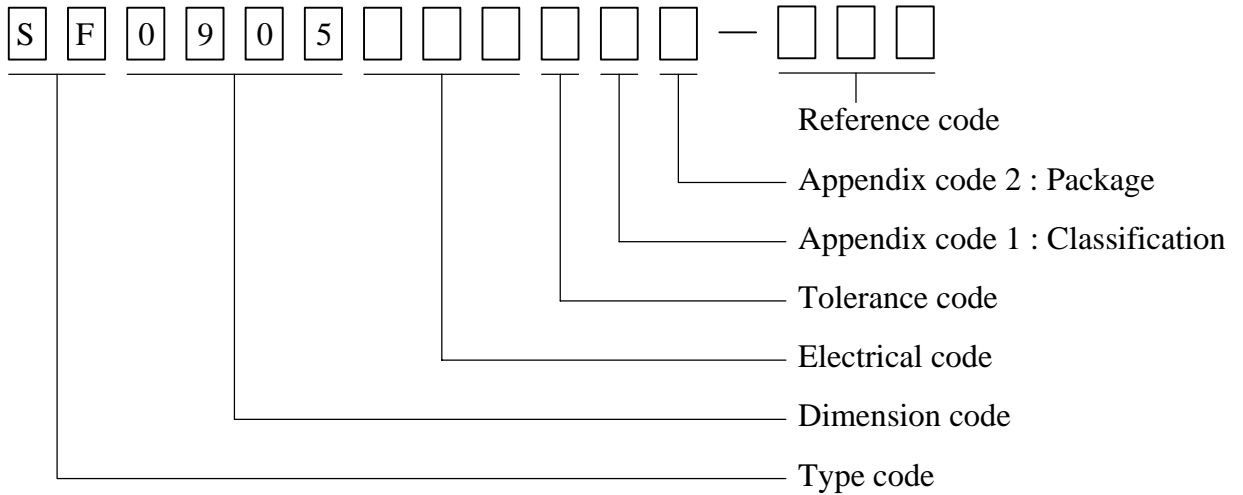 S F 0 9 0 5 —
Reference code
Appendix code 2 : Package
Appendix code 1 : Classification
Tolerance code
Electrical code
Dimension code
Type code